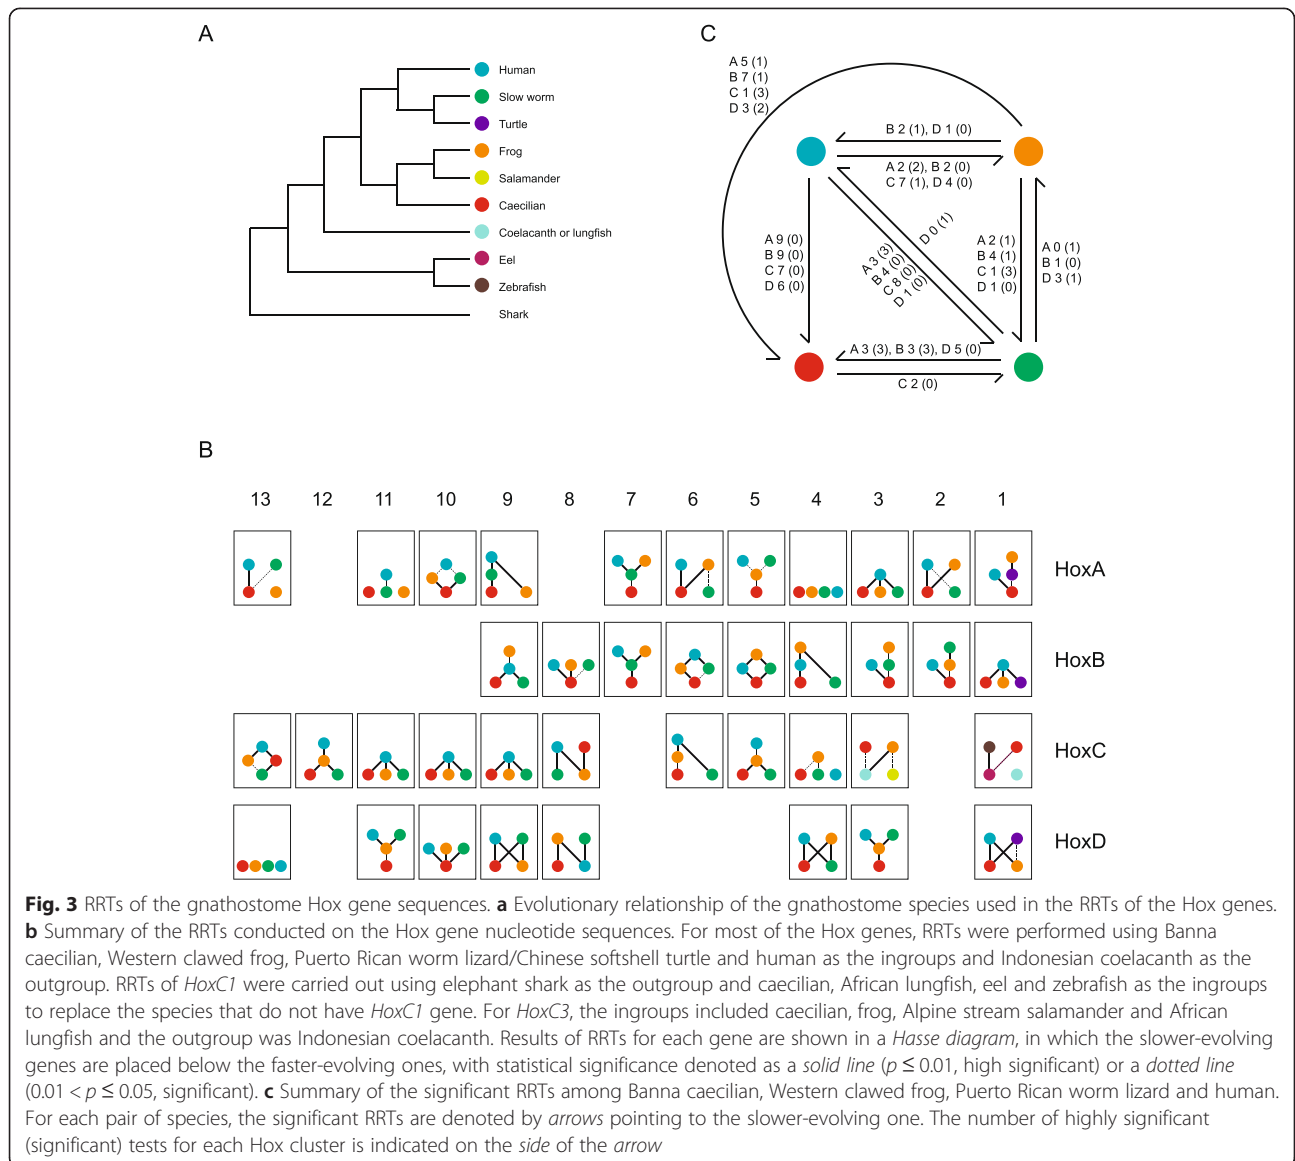 A
Human
Slow worm
Turtle
Frog
Salamander
Caecilian
Coelacanth or lungfish
Eel
Zebrafish
Shark
C
A 5 (1)
B 7 (1)
C 1 (3)
D 3 (2)
B 2 (1), D 1 (0)
A 2 (2), B 2 (0)
C 7 (1), D 4 (0)
A 9 (0)
B 9 (0)
C 7 (0)
D 6 (0)
D 0 (1)
A 3 (3)
B 4 (0)
C 8 (0)
D 1 (0)
A 2 (1)
B 4 (1)
C 1 (3)
D 1 (0)
A 0 (1)
B 1 (0)
D 3 (1)
A 3 (3), B 3 (3), D 5 (0)
C 2 (0)
B
13 12 11 10 9 8 7 6 5 4 3 2 1
HoxA
HoxB
HoxC
HoxD
Fig. 3 RRTs of the gnathostome Hox gene sequences. a Evolutionary relationship of the gnathostome species used in the RRTs of the Hox genes.
b Summary of the RRTs conducted on the Hox gene nucleotide sequences. For most of the Hox genes, RRTs were performed using Banna
caecilian, Western clawed frog, Puerto Rican worm lizard/Chinese softshell turtle and human as the ingroups and Indonesian coelacanth as the
outgroup. RRTs of HoxC1 were carried out using elephant shark as the outgroup and caecilian, African lungfish, eel and zebrafish as the ingroups
to replace the species that do not have HoxC1 gene. For HoxC3, the ingroups included caecilian, frog, Alpine stream salamander and African
lungfish and the outgroup was Indonesian coelacanth. Results of RRTs for each gene are shown in a Hasse diagram, in which the slower-evolving
genes are placed below the faster-evolving ones, with statistical significance denoted as a solid line (p ≤ 0.01, high significant) or a dotted line
(0.01 < p ≤ 0.05, significant). c Summary of the significant RRTs among Banna caecilian, Western clawed frog, Puerto Rican worm lizard and human.
For each pair of species, the significant RRTs are denoted by arrows pointing to the slower-evolving one. The number of highly significant
(significant) tests for each Hox cluster is indicated on the side of the arrow